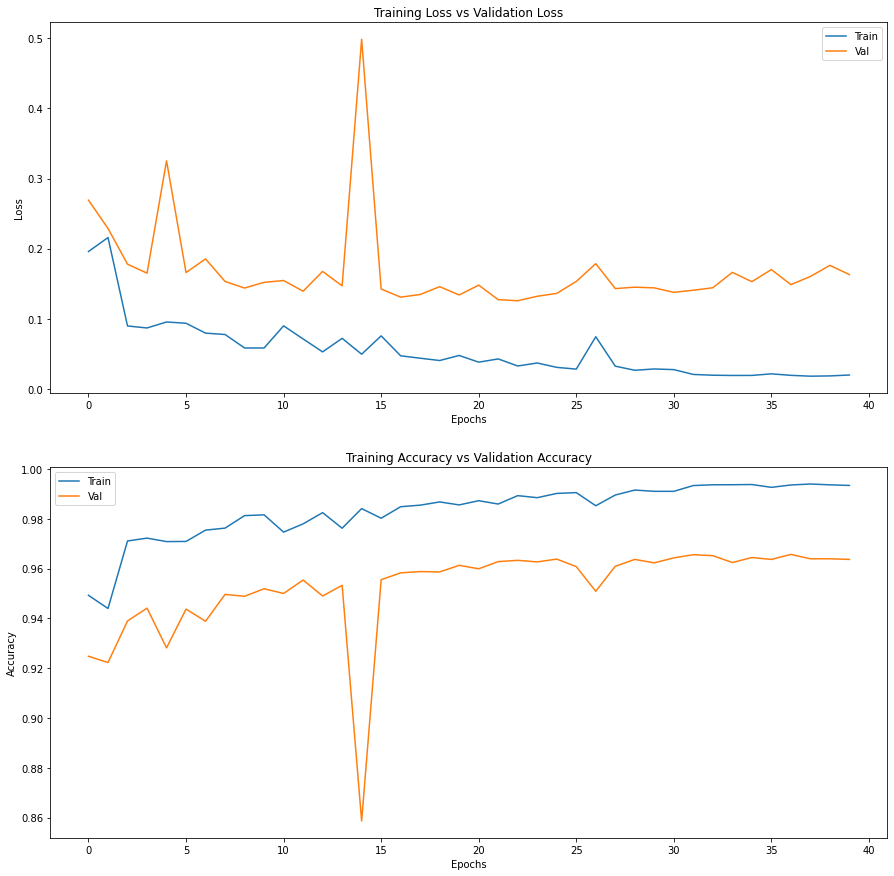 Training Loss vs Validation Loss
0.5
0.4
0.3
0.2
0.1
0.0
Loss
Train
Val
0 5 10 15 20 25 30 35 40
Epochs
Training Accuracy vs Validation Accuracy
1.00
0.98
0.96
0.94
0.92
0.90
0.88
0.86
Accuracy
Train
Val
0 5 10 15 20 25 30 35 40
Epochs